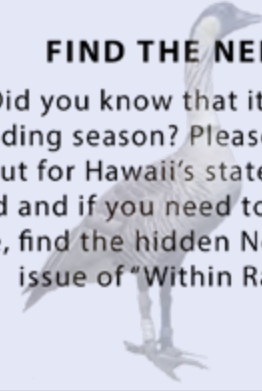 FIND THE NE
Did you know that it
ding season? Please
ut for Hawaii's state
d and if you need to
, find the hidden N
issue of "Within Ra